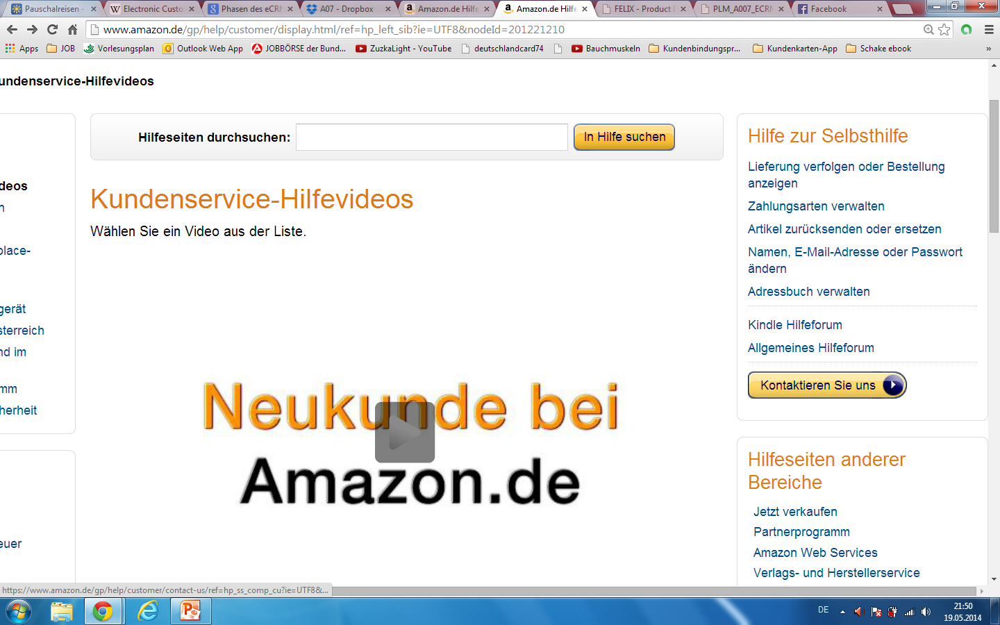 Pauschalreisen -
Electronic Custo
Phasen des eCRM
A07 - Dropbox
Amazon.de Hilfe
Amazon.de Hilfe
FELIX - Product
PLM_A007_ECRM
Facebook
www.amazon.de/gp/help/customer/display.html/ref=hp_left_sib?ie=UTF8&nodeId=201221210
Apps
JOB
Vorlesungsplan
Outlook Web App
JOBBÖRSE der Bund...
ZuzkaLight - YouTube
deutschlandcard74
Bauchmuskeln
Kundenbindungspr...
Kundenkarten-App
Schake ebook
»
undenservice-Hilfevideos
deos
n
place-
gerät
sterreich
nd im
mm
herheit
euer
Hilfeseiten durchsuchen:
In Hilfe suchen
Kundenservice-Hilfevideos
Wählen Sie ein Video aus der Liste.
Neukunde bei
Amazon.de
Hilfe zur Selbsthilfe
Lieferung verfolgen oder Bestellung
anzeigen
Zahlungsarten verwalten
Artikel zurücksenden oder ersetzen
Namen, E-Mail-Adresse oder Passwort
ändern
Adressbuch verwalten
Kindle Hilfeforum
Allgemeines Hilfeforum
Kontaktieren Sie uns
Hilfeseiten anderer
Bereiche
Jetzt verkaufen
Partnerprogramm
Amazon Web Services
Verlags- und Herstellerservice
https://www.amazon.de/gp/help/customer/contact-us/ref=hp_ss_comp_cu?ie=UTF8&...
DE
21:50
19.05.2014